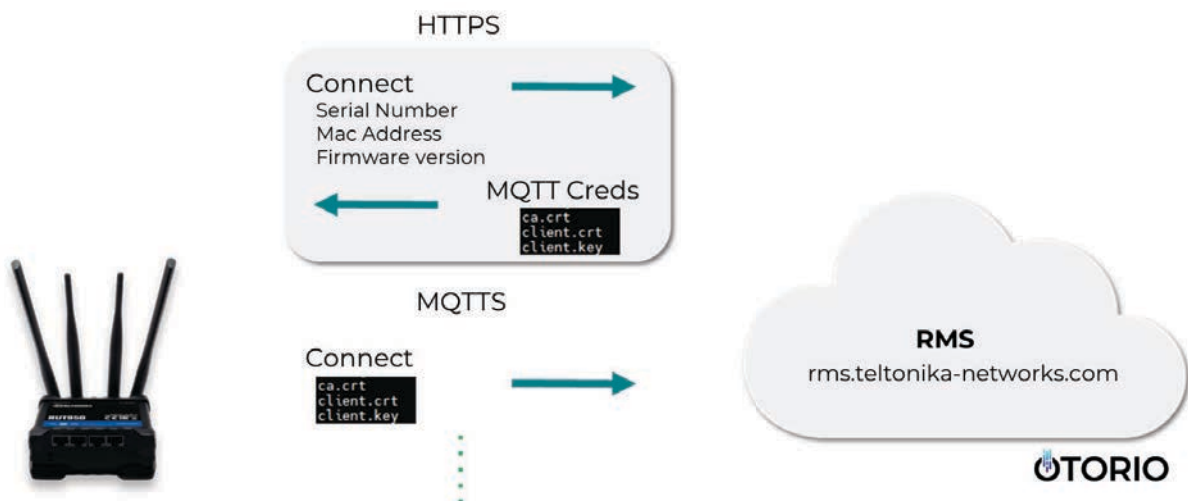 HTTPS
Connect
Serial Number
Mac Address
Firmware version
MQTT Creds
ca.crt
client.crt
client.key
MQTTS
Connect
ca.crt
client.crt
client.key
RMS
rms.teltonika-networks.com
RUT950
OTORIO